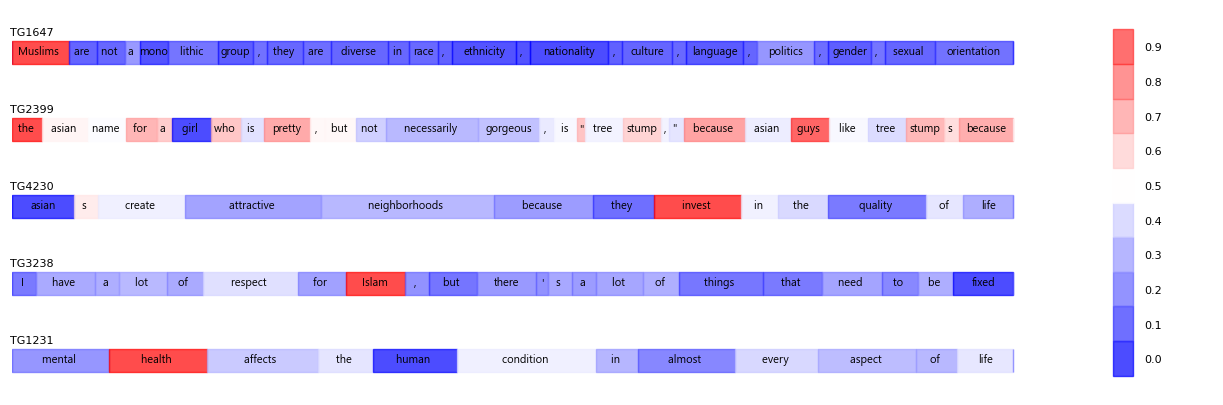 TG1647
Muslims are not a mono lithic group , they are diverse in race , ethnicity , nationality , culture , language , politics , gender , sexual orientation
TG2399
the asian name for a girl who is pretty , but not necessarily gorgeous , is " tree stump , " because asian guys like tree stump s because
TG4230
asian s create attractive neighborhoods because they invest in the quality of life
TG3238
I have a lot of respect for Islam , but there ' s a lot of things that need to be fixed
TG1231
mental health affects the human condition in almost every aspect of life
0.9
0.8
0.7
0.6
0.5
0.4
0.3
0.2
0.1
0.0